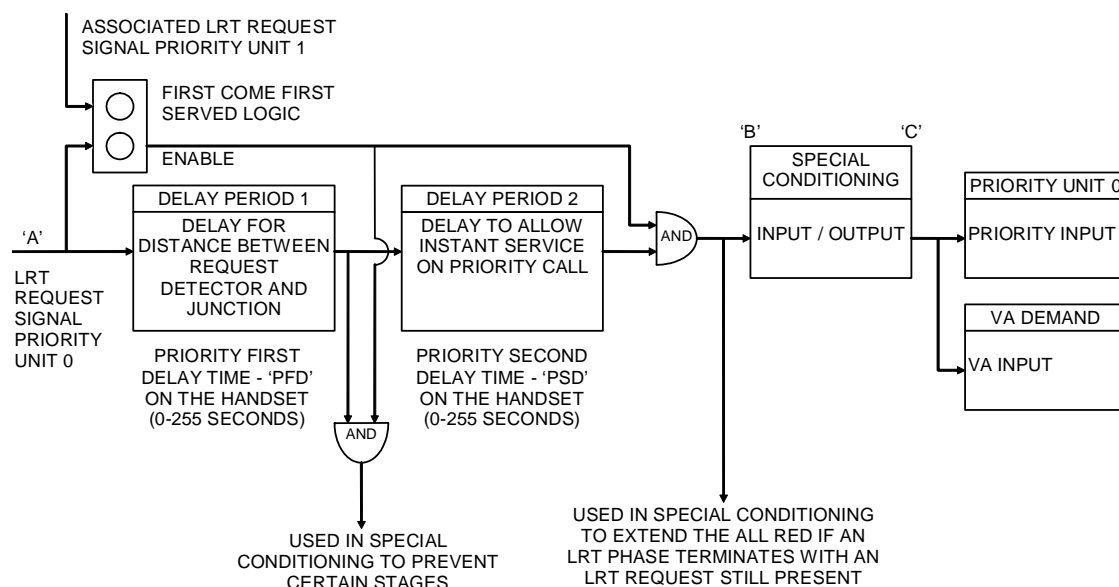 ASSOCIATED LRT REQUEST
SIGNAL PRIORITY UNIT 1
FIRST COME FIRST
SERVED LOGIC
ENABLE
'A'
LRT
REQUEST
SIGNAL
PRIORITY
UNIT 0
DELAY PERIOD 1
DELAY FOR
DISTANCE BETWEEN
REQUEST
DETECTOR AND
JUNCTION
PRIORITY FIRST
DELAY TIME - 'PFD'
ON THE HANDSET
(0-255 SECONDS)
DELAY PERIOD 2
DELAY TO ALLOW
INSTANT SERVICE
ON PRIORITY CALL
PRIORITY SECOND
DELAY TIME - 'PSD'
ON THE HANDSET
(0-255 SECONDS)
AND
AND
'B'
'C'
SPECIAL
CONDITIONING
INPUT / OUTPUT
PRIORITY UNIT 0
PRIORITY INPUT
VA DEMAND
VA INPUT
USED IN SPECIAL
CONDITIONING TO PREVENT
CERTAIN STAGES
USED IN SPECIAL CONDITIONING
TO EXTEND THE ALL RED IF AN
LRT PHASE TERMINATES WITH AN
LRT REQUEST STILL PRESENT